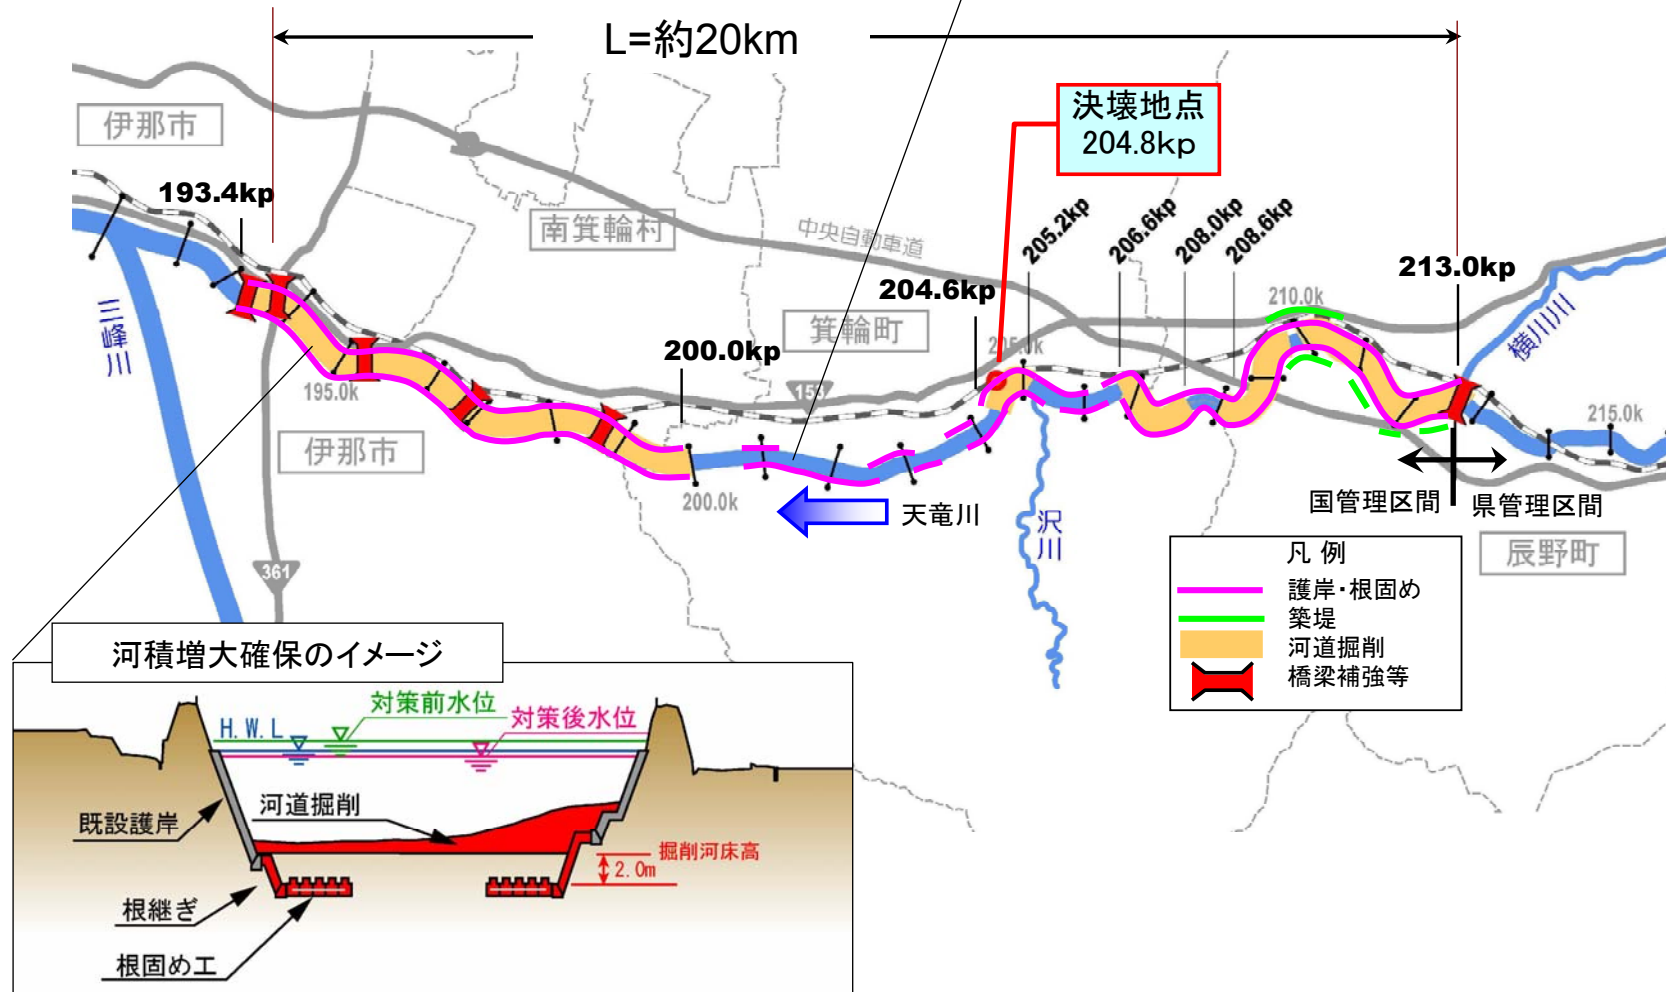 L=約20km
決壊地点
204.8kp
伊那市
193.4kp
南箕輪村
中央自動車道
205.2kp
206.6kp
208.0kp
208.6kp
204.6kp
213.0kp
210.0k
横川川
三峰川
箕輪町
205.0k
200.0kp
153
195.0k
215.0k
伊那市
200.0k
天竜川
沢川
国管理区間
県管理区間
辰野町
361
凡 例
護岸・根固め
築堤
河道掘削
橋梁補強等
河積増大確保のイメージ
対策前水位
対策後水位
H.W.L
河道掘削
既設護岸
掘削河床高
2.0m
根継ぎ
根固め工